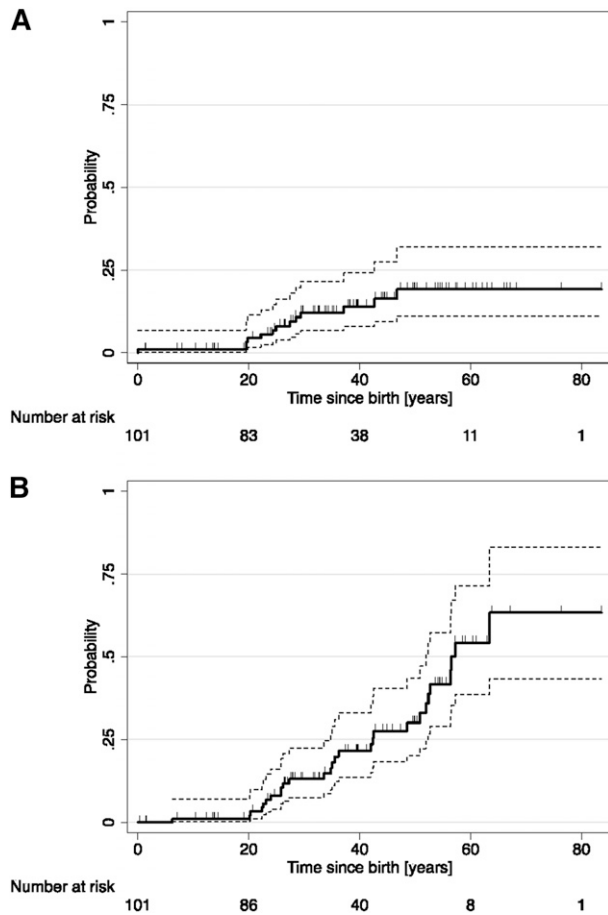 A
1
.75
Probability
.5
.25
0
0 20 40 60 80
Time since birth [years]
Number at risk
101 83 38 11 1
B
1
.75
Probability
.5
.25
0
0 20 40 60 80
Time since birth [years]
Number at risk
101 86 40 8 1